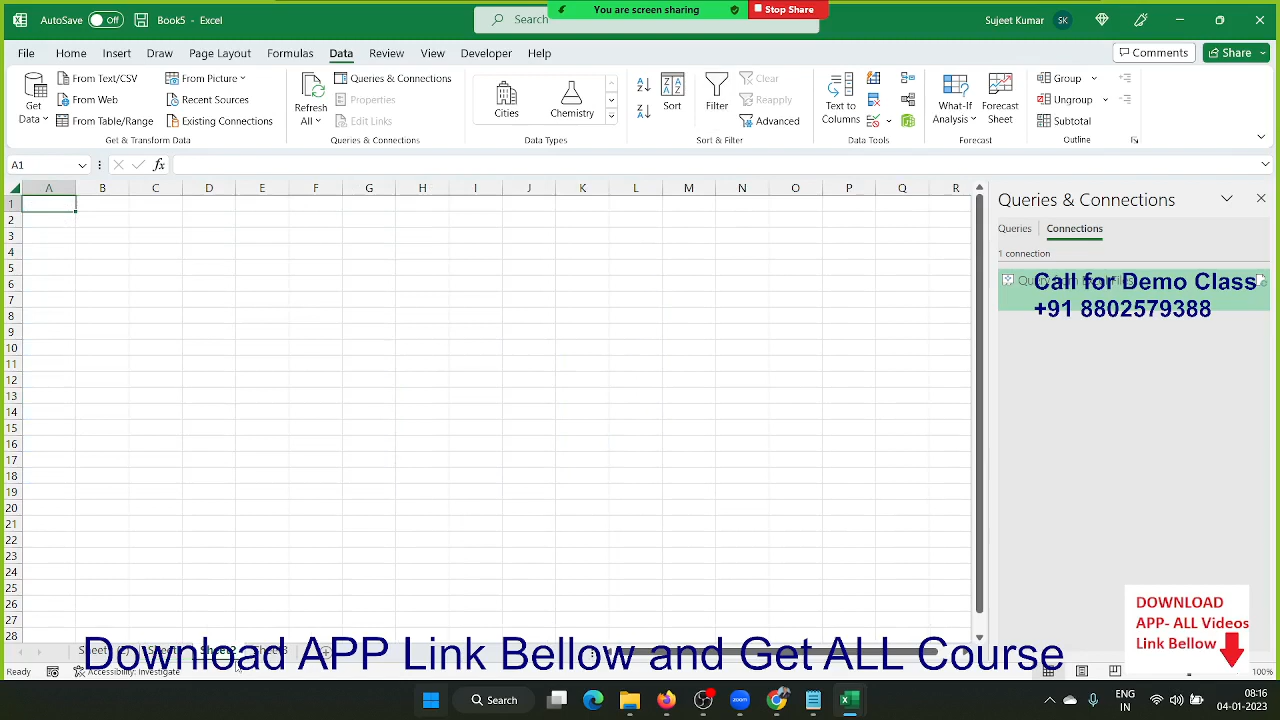 You are screen sharing
Stop Share
AutoSave Off Book5 - Excel Search Sujeet Kumar SK
File Home Insert Draw Page Layout Formulas Data Review View Developer Help Comments Share
From Text/CSV From Picture Queries & Connections Clear Group
From Web Recent Sources Properties Reapply Ungroup
From Table/Range Existing Connections Edit Links Advanced Subtotal
Get Data Refresh All Cities Chemistry Sort Filter Text to Columns What-If Analysis Forecast Sheet
Get & Transform Data Queries & Connections Data Types Sort & Filter Data Tools Forecast Outline
A1 fx
A B C D E F G H I J K L M N O P Q R
1
2
3
4
5
6
7
8
9
10
11
12
13
14
15
16
17
18
19
20
21
22
23
24
25
26
27
28
Queries & Connections
Queries Connections
1 connection
Call for Demo Class
+91 8802579388
DOWNLOAD
APP- ALL Videos
Link Bellow
Download APP Link Bellow and Get ALL Course
Ready Accessibility: Investigate 100%
Search zoom ENG IN 08:16 04-01-2023